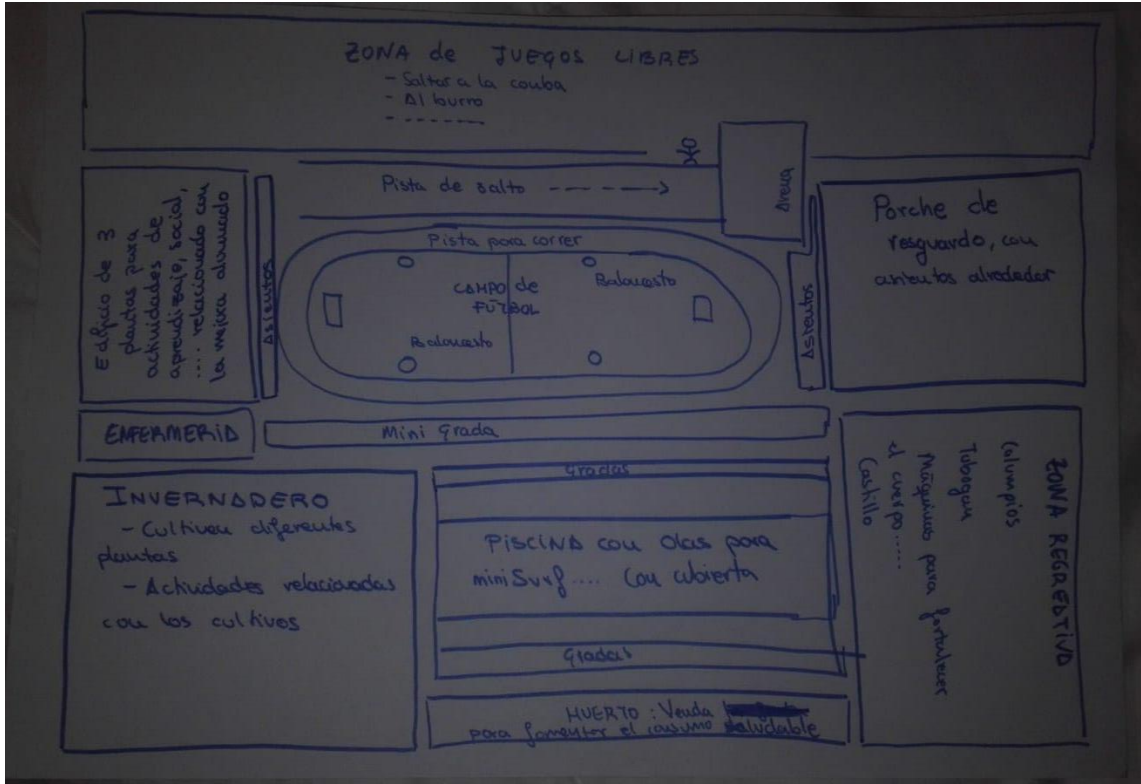 ZONA de JUEGOS LIBRES
- Saltar a la comba
- Al burro
- - - - - - - -
Pista de salto - - - - - - ->
Arena
Edificio de 3
plantas para
actividades de
aprendizaje, social,
.... relacionado con
la mejora alumnado
Asientos
Pista para correr
CAMPO de
FÚTBOL
Baloncesto
Baloncesto
Asientos
Porche de
resguardo, con
asientos alrededor
ENFERMERIA
Mini grada
INVERNADERO
- Cultiven diferentes
plantas
- Actividades relacionadas
con los cultivos
Gradas
PISCINA con olas para
mini Surf .... con cubierta
Gradas
ZONA RECREATIVA
Columpios
Tobogan
Máquinas para fortalecer
el cuerpo.....
Castillo
HUERTO : Venda
para fomentar el consumo saludable